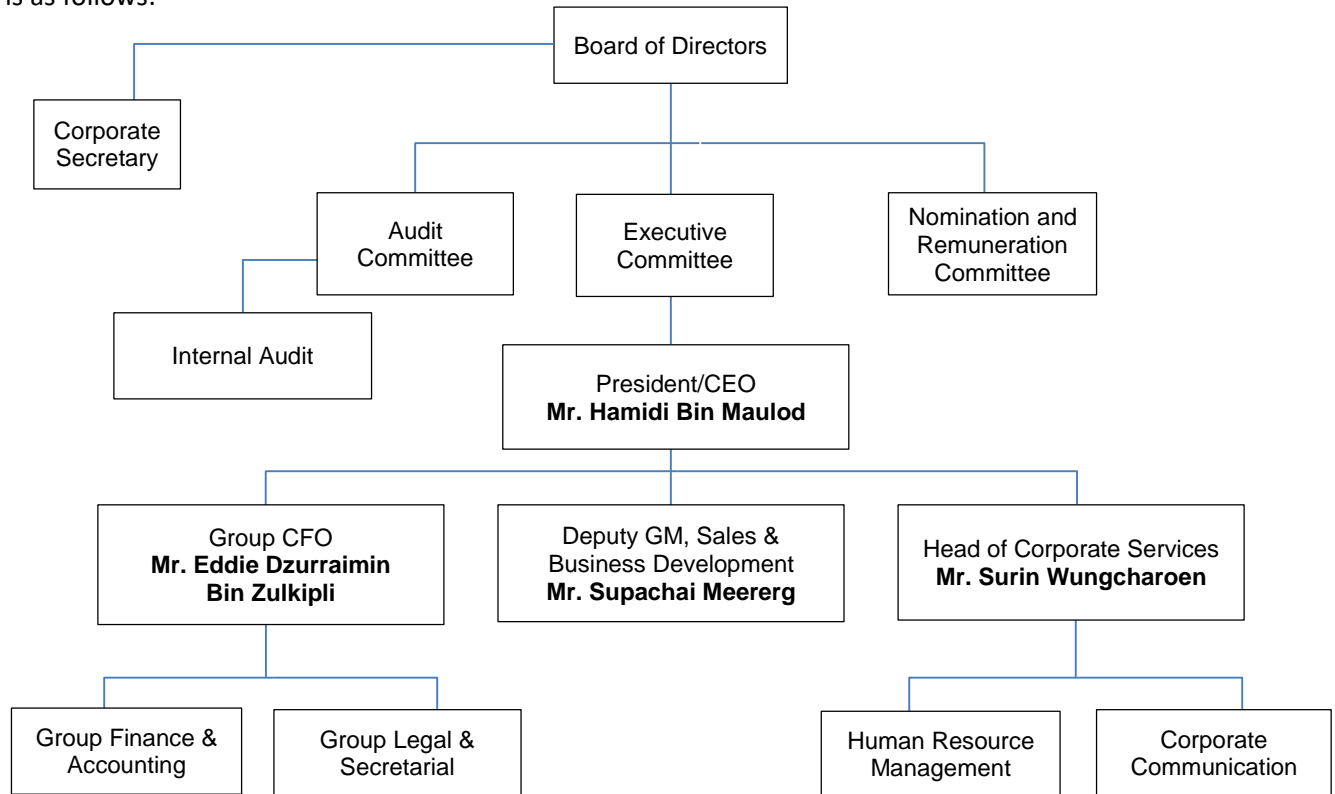 is as follows:
Board of Directors
Corporate
Secretary
Audit
Committee
Executive
Committee
Nomination and
Remuneration
Committee
Internal Audit
President/CEO
Mr. Hamidi Bin Maulod
Group CFO
Mr. Eddie Dzurraimin
Bin Zulkipli
Deputy GM, Sales &
Business Development
Mr. Supachai Meererg
Head of Corporate Services
Mr. Surin Wungcharoen
Group Finance &
Accounting
Group Legal &
Secretarial
Human Resource
Management
Corporate
Communication